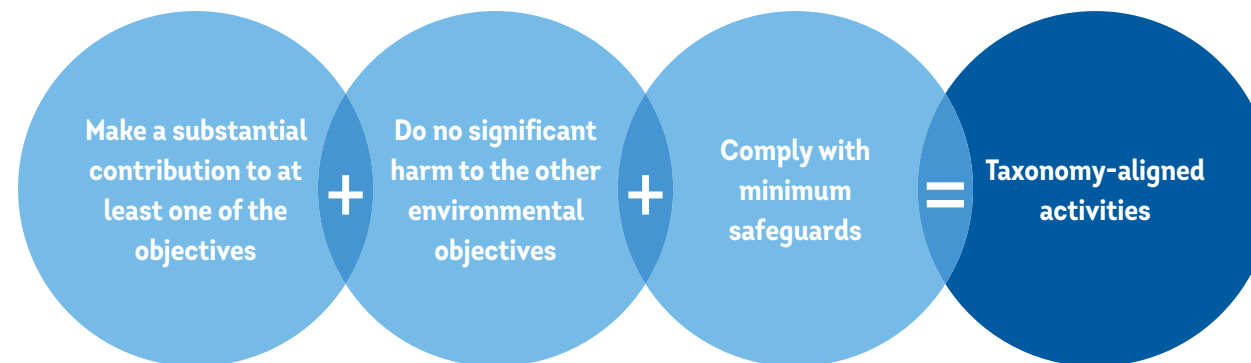 Make a substantial
contribution to at
least one of the
objectives
+
Do no significant
harm to the other
environmental
objectives
+
Comply with
minimum
safeguards
=
Taxonomy-aligned
activities